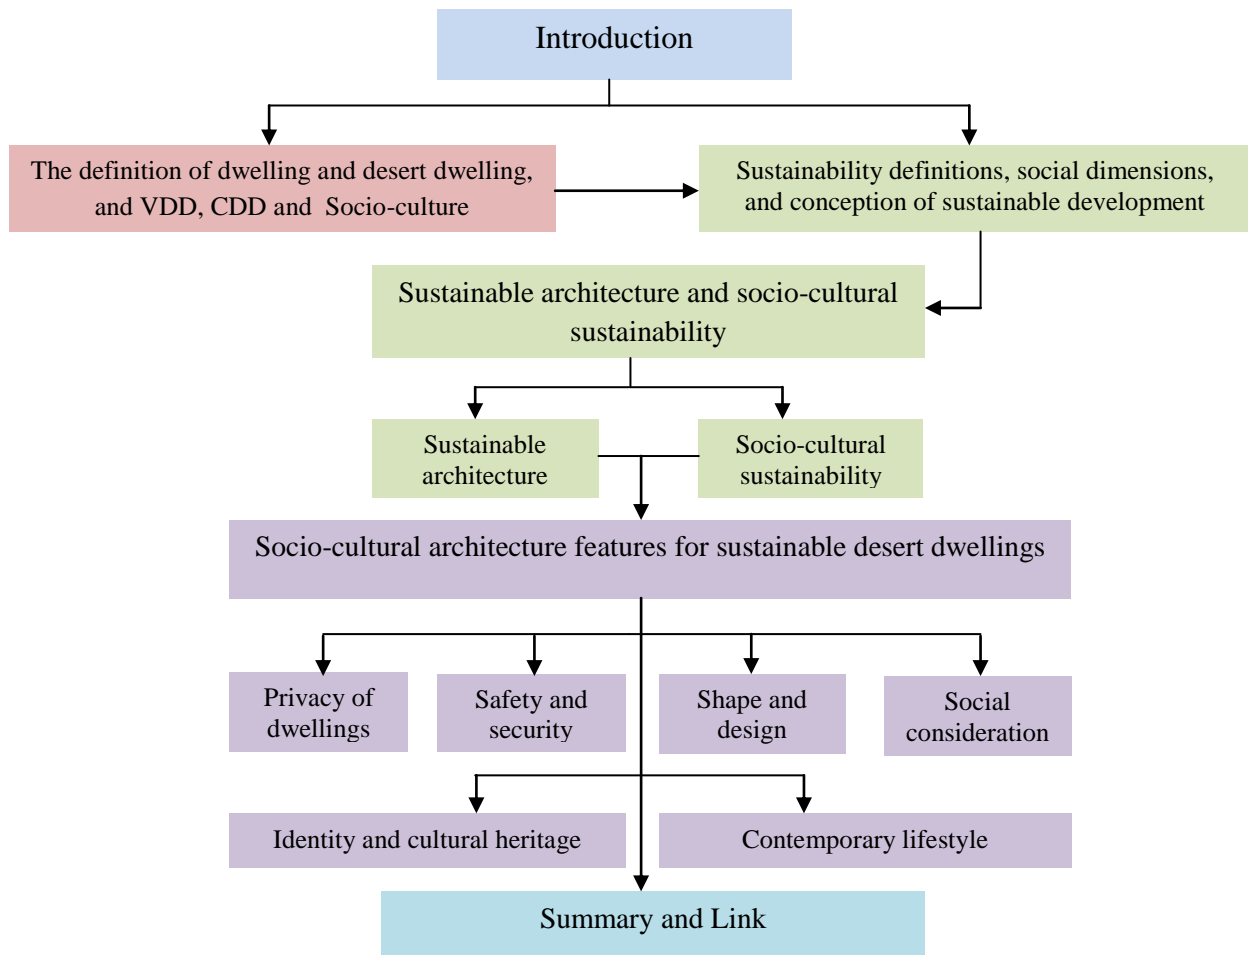 Introduction
The definition of dwelling and desert dwelling,
and VDD, CDD and Socio-culture
Sustainability definitions, social dimensions,
and conception of sustainable development
Sustainable architecture and socio-cultural
sustainability
Sustainable
architecture
Socio-cultural
sustainability
Socio-cultural architecture features for sustainable desert dwellings
Privacy of
dwellings
Safety and
security
Shape and
design
Social
consideration
Identity and cultural heritage
Contemporary lifestyle
Summary and Link